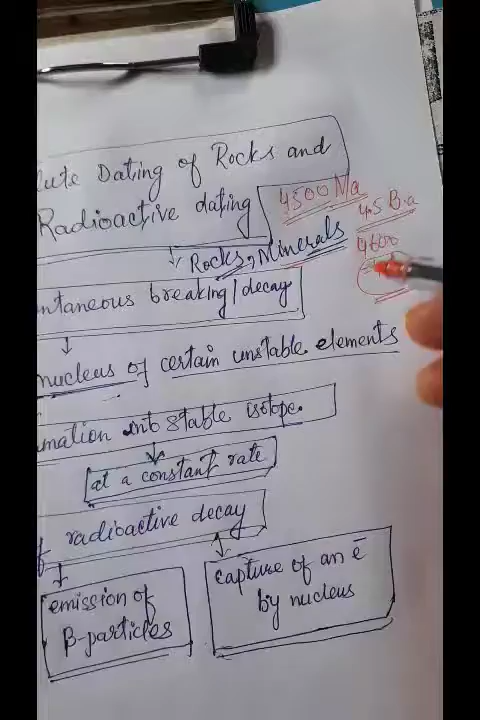 lute Dating of Rocks and
Radioactive dating
4500 Ma
4.5 B.a
Rocks, Minerals
4600
ntaneous breaking/decay
nucleus of certain unstable elements
mation into stable isotope.
at a constant rate
f radioactive decay
emission of
β-particles
capture of an e̅
by nucleus